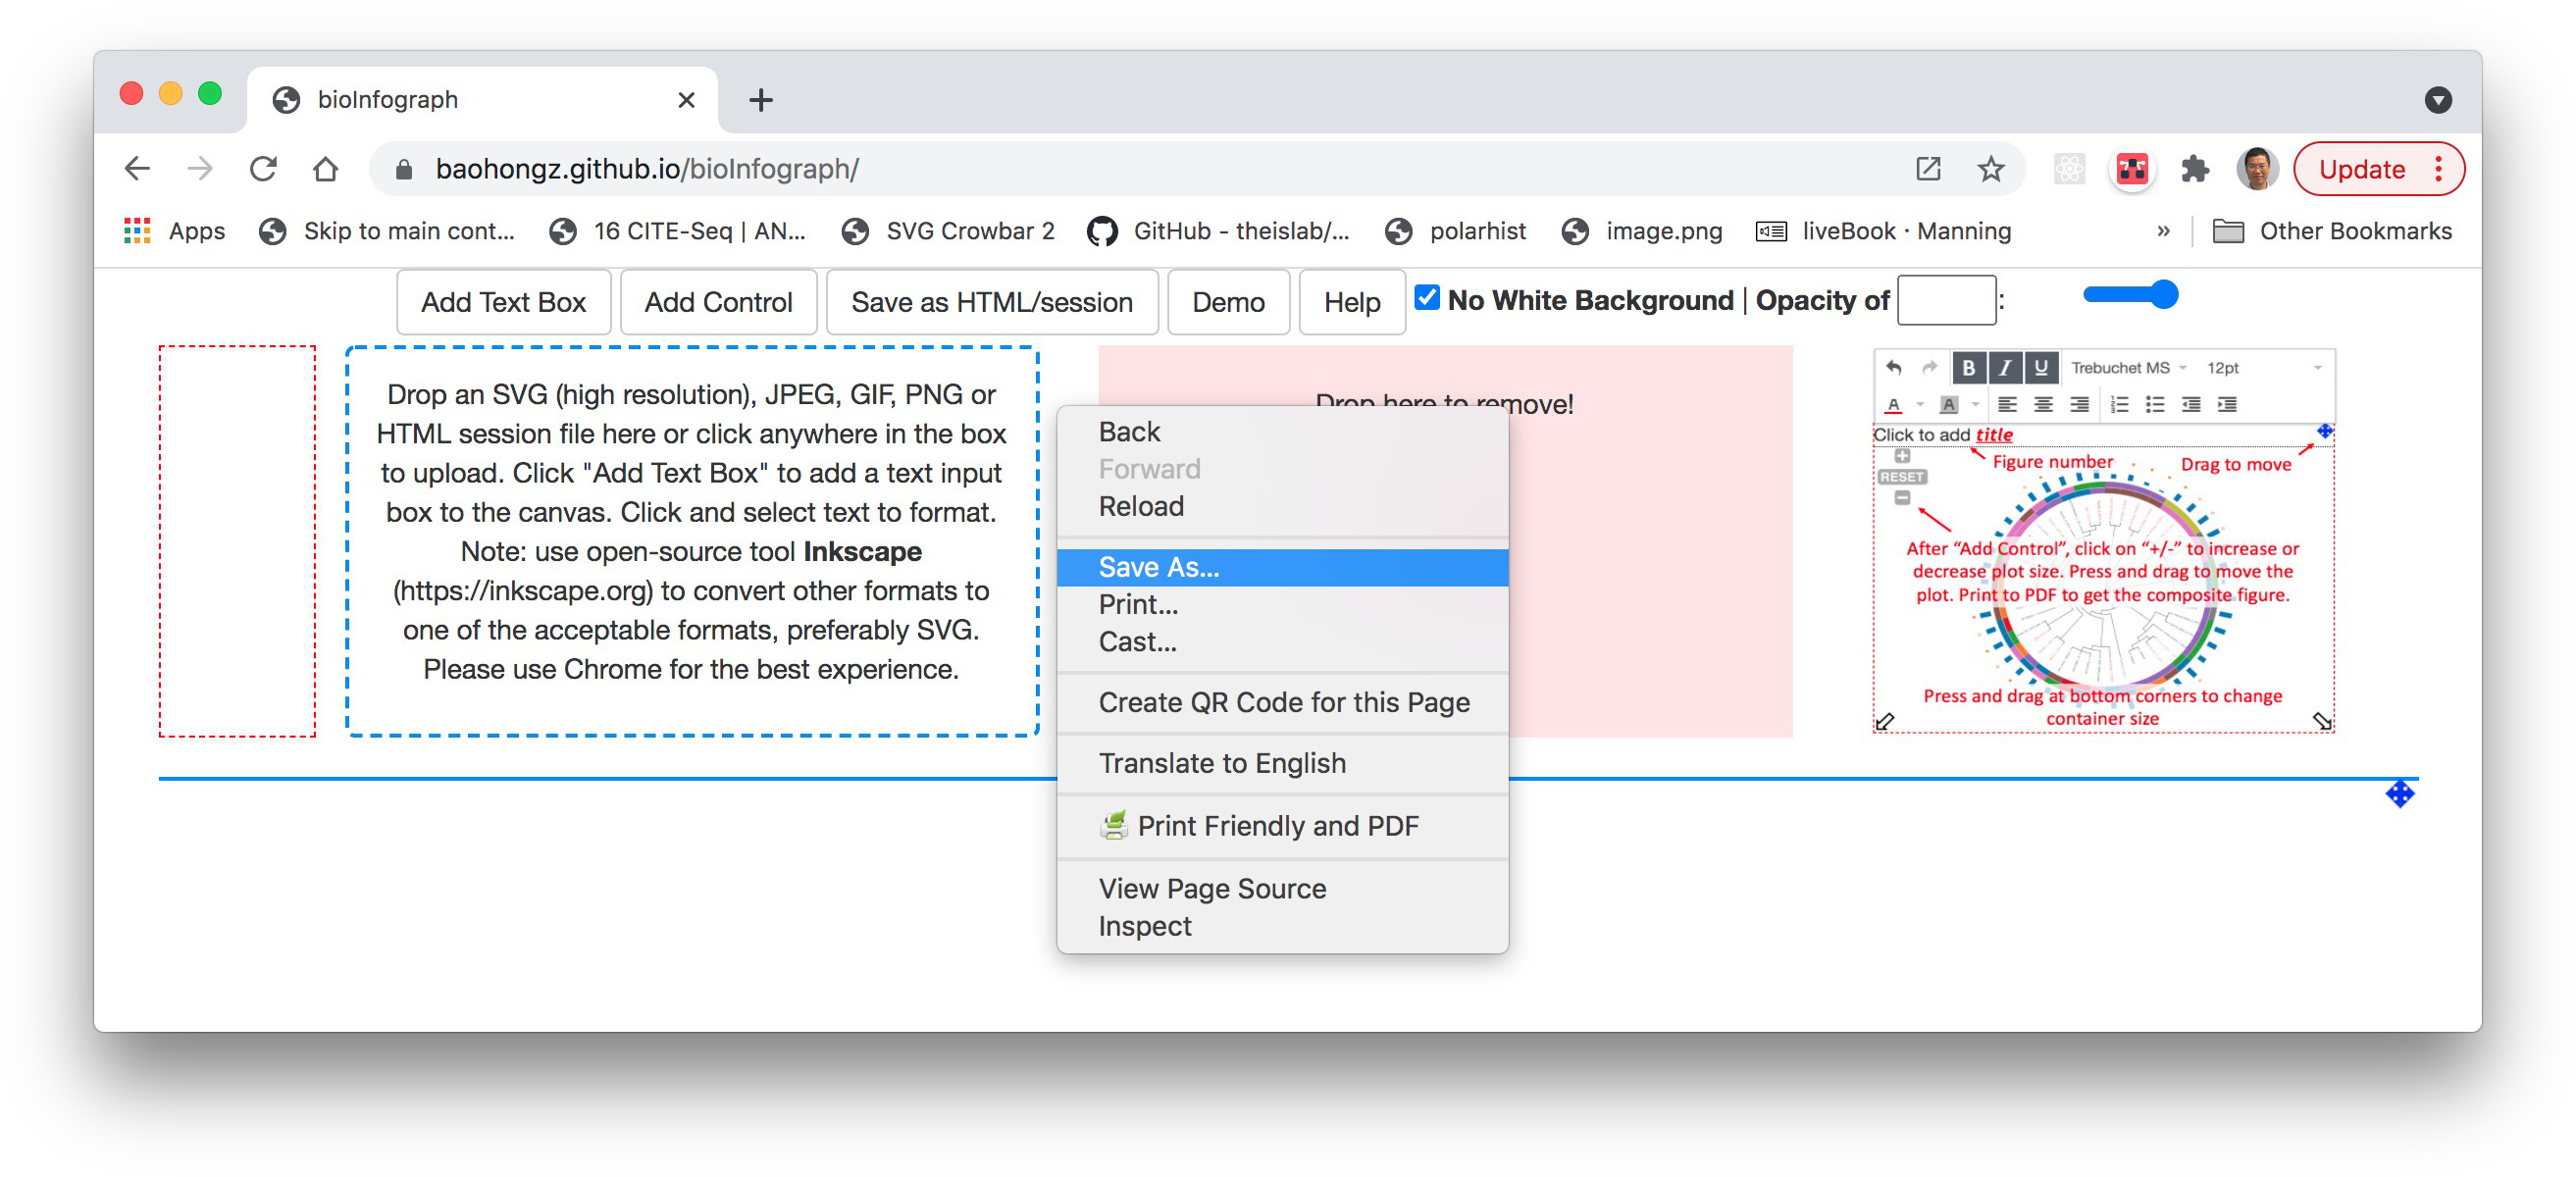 bioInfograph
baohongz.github.io/bioInfograph/
Update
Apps
Skip to main cont...
16 CITE-Seq | AN...
SVG Crowbar 2
GitHub - theislab/...
polarhist
image.png
liveBook · Manning
»
Other Bookmarks
Add Text Box
Add Control
Save as HTML/session
Demo
Help
No White Background | Opacity of :
Drop an SVG (high resolution), JPEG, GIF, PNG or
HTML session file here or click anywhere in the box
to upload. Click "Add Text Box" to add a text input
box to the canvas. Click and select text to format.
Note: use open-source tool Inkscape
(https://inkscape.org) to convert other formats to
one of the acceptable formats, preferably SVG.
Please use Chrome for the best experience.
Drop here to remove!
Back
Forward
Reload
Save As...
Print...
Cast...
Create QR Code for this Page
Translate to English
Print Friendly and PDF
View Page Source
Inspect
B I U Trebuchet MS 12pt
A A
Click to add title
Figure number
Drag to move
RESET
After “Add Control”, click on “+/-” to increase or
decrease plot size. Press and drag to move the
plot. Print to PDF to get the composite figure.
Press and drag at bottom corners to change
container size